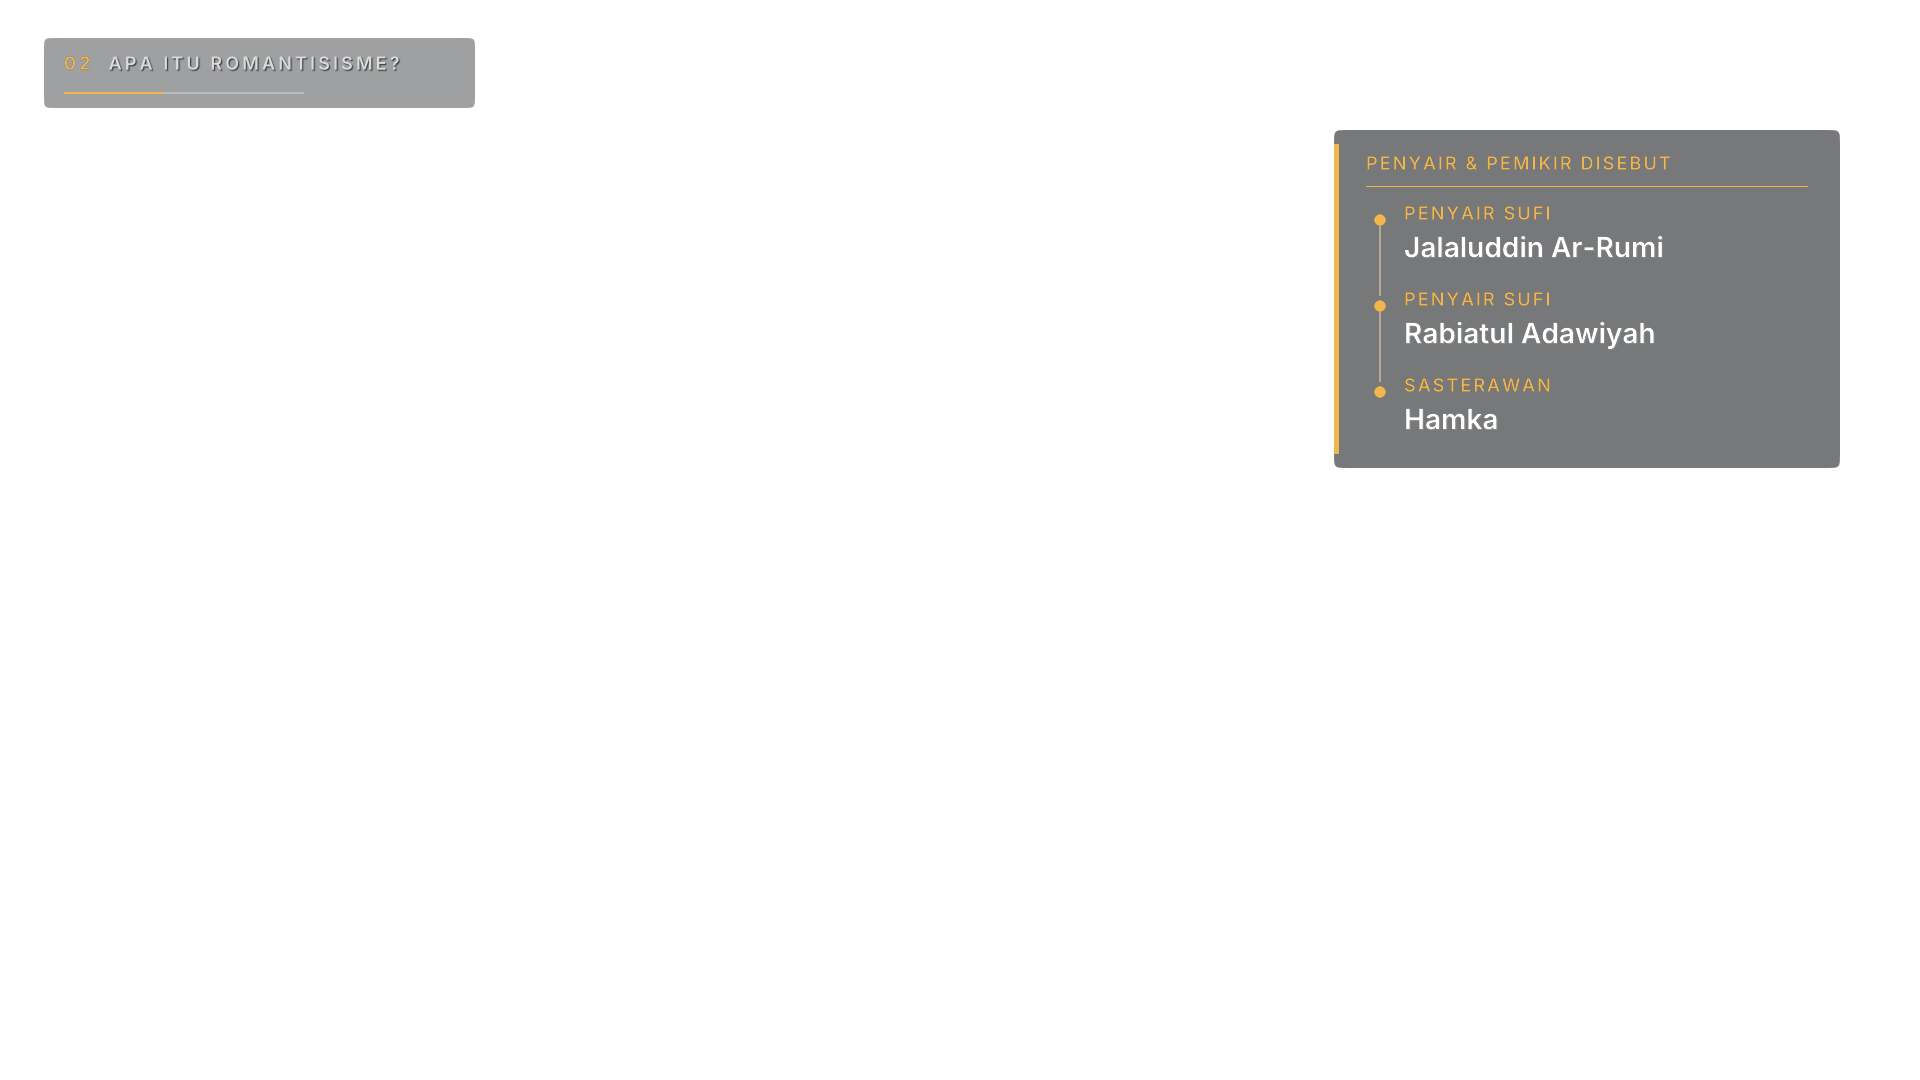 02 APA ITU ROMANTISISME?
PENYAIR & PEMIKIR DISEBUT
PENYAIR SUFI
Jalaluddin Ar-Rumi
PENYAIR SUFI
Rabiatul Adawiyah
SASTERAWAN
Hamka